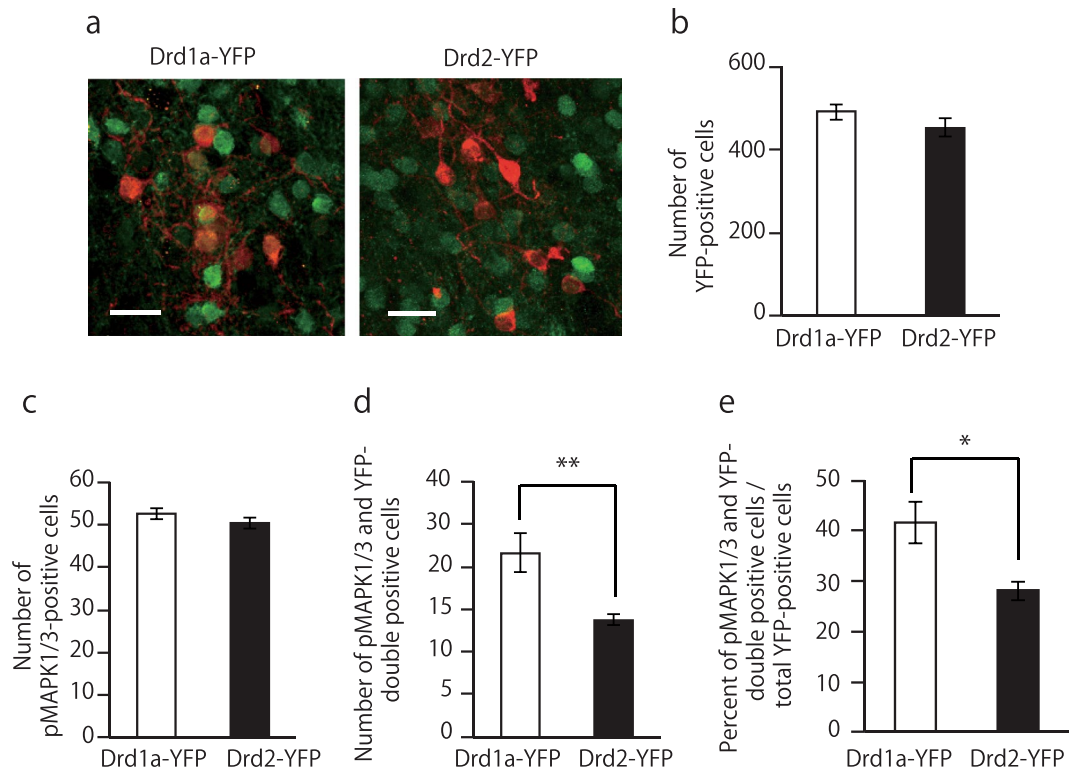 a
Drd1a-YFP
Drd2-YFP
b
Number of
YFP-positive cells
600
400
200
0
Drd1a-YFP
Drd2-YFP
c
Number of
pMAPK1/3-positive cells
60
50
40
30
20
10
0
Drd1a-YFP
Drd2-YFP
d
Number of pMAPK1/3 and YFP-
double positive cells
40
30
20
15
5
0
**
Drd1a-YFP
Drd2-YFP
e
Percent of pMAPK1/3 and YFP-
double positive cells /
total YFP-positive cells
50
40
30
20
10
0
*
Drd1a-YFP
Drd2-YFP